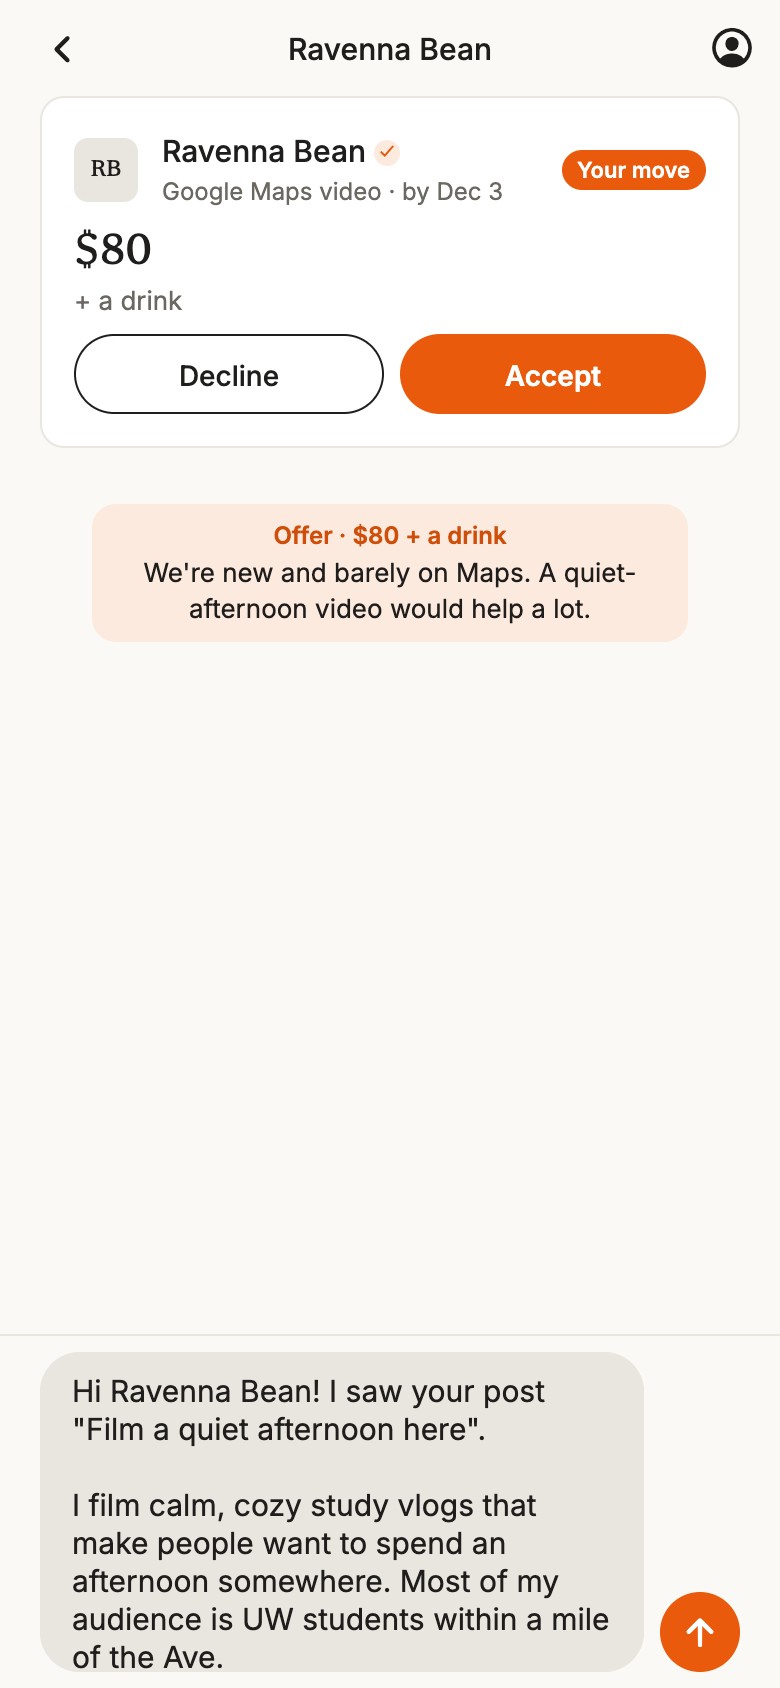 Ravenna Bean
RB
Ravenna Bean
Google Maps video · by Dec 3
Your move
$80
+ a drink
Decline
Accept
Offer · $80 + a drink
We're new and barely on Maps. A quiet-
afternoon video would help a lot.
Hi Ravenna Bean! I saw your post
"Film a quiet afternoon here".
I film calm, cozy study vlogs that
make people want to spend an
afternoon somewhere. Most of my
audience is UW students within a mile
of the Ave.